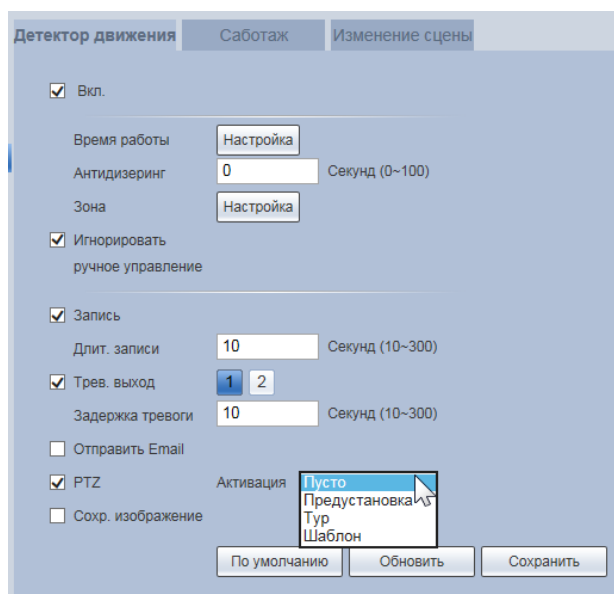 Детектор движения Саботаж Изменение сцены
Вкл.
Время работы Настройка
Антидизеринг 0 Секунд (0~100)
Зона Настройка
Игнорировать
ручное управление
Запись
Длит. записи 10 Секунд (10~300)
Трев. выход 1 2
Задержка тревоги 10 Секунд (10~300)
Отправить Email
PTZ Активация Пусто
Предустановка
Сохр. изображение Тур
Шаблон
По умолчанию Обновить Сохранить